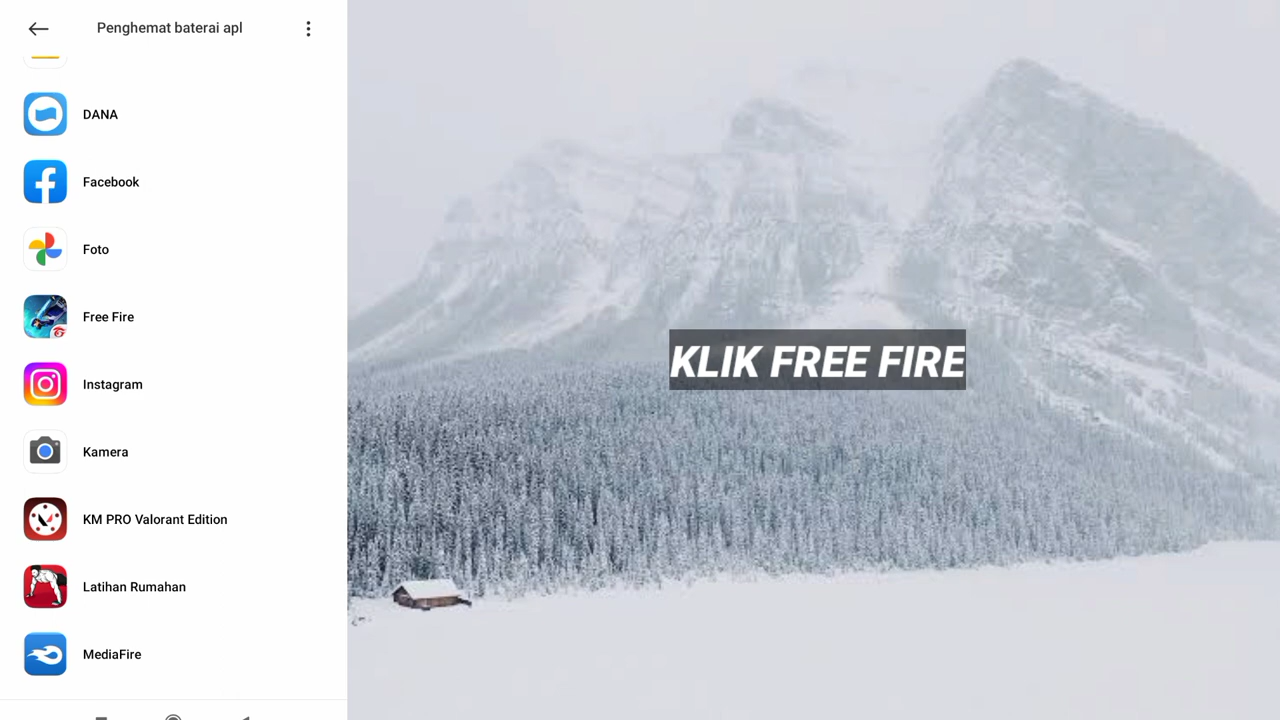 Penghemat baterai apl
DANA
Facebook
Foto
Free Fire
Instagram
Kamera
KM PRO Valorant Edition
Latihan Rumahan
MediaFire
KLIK FREE FIRE